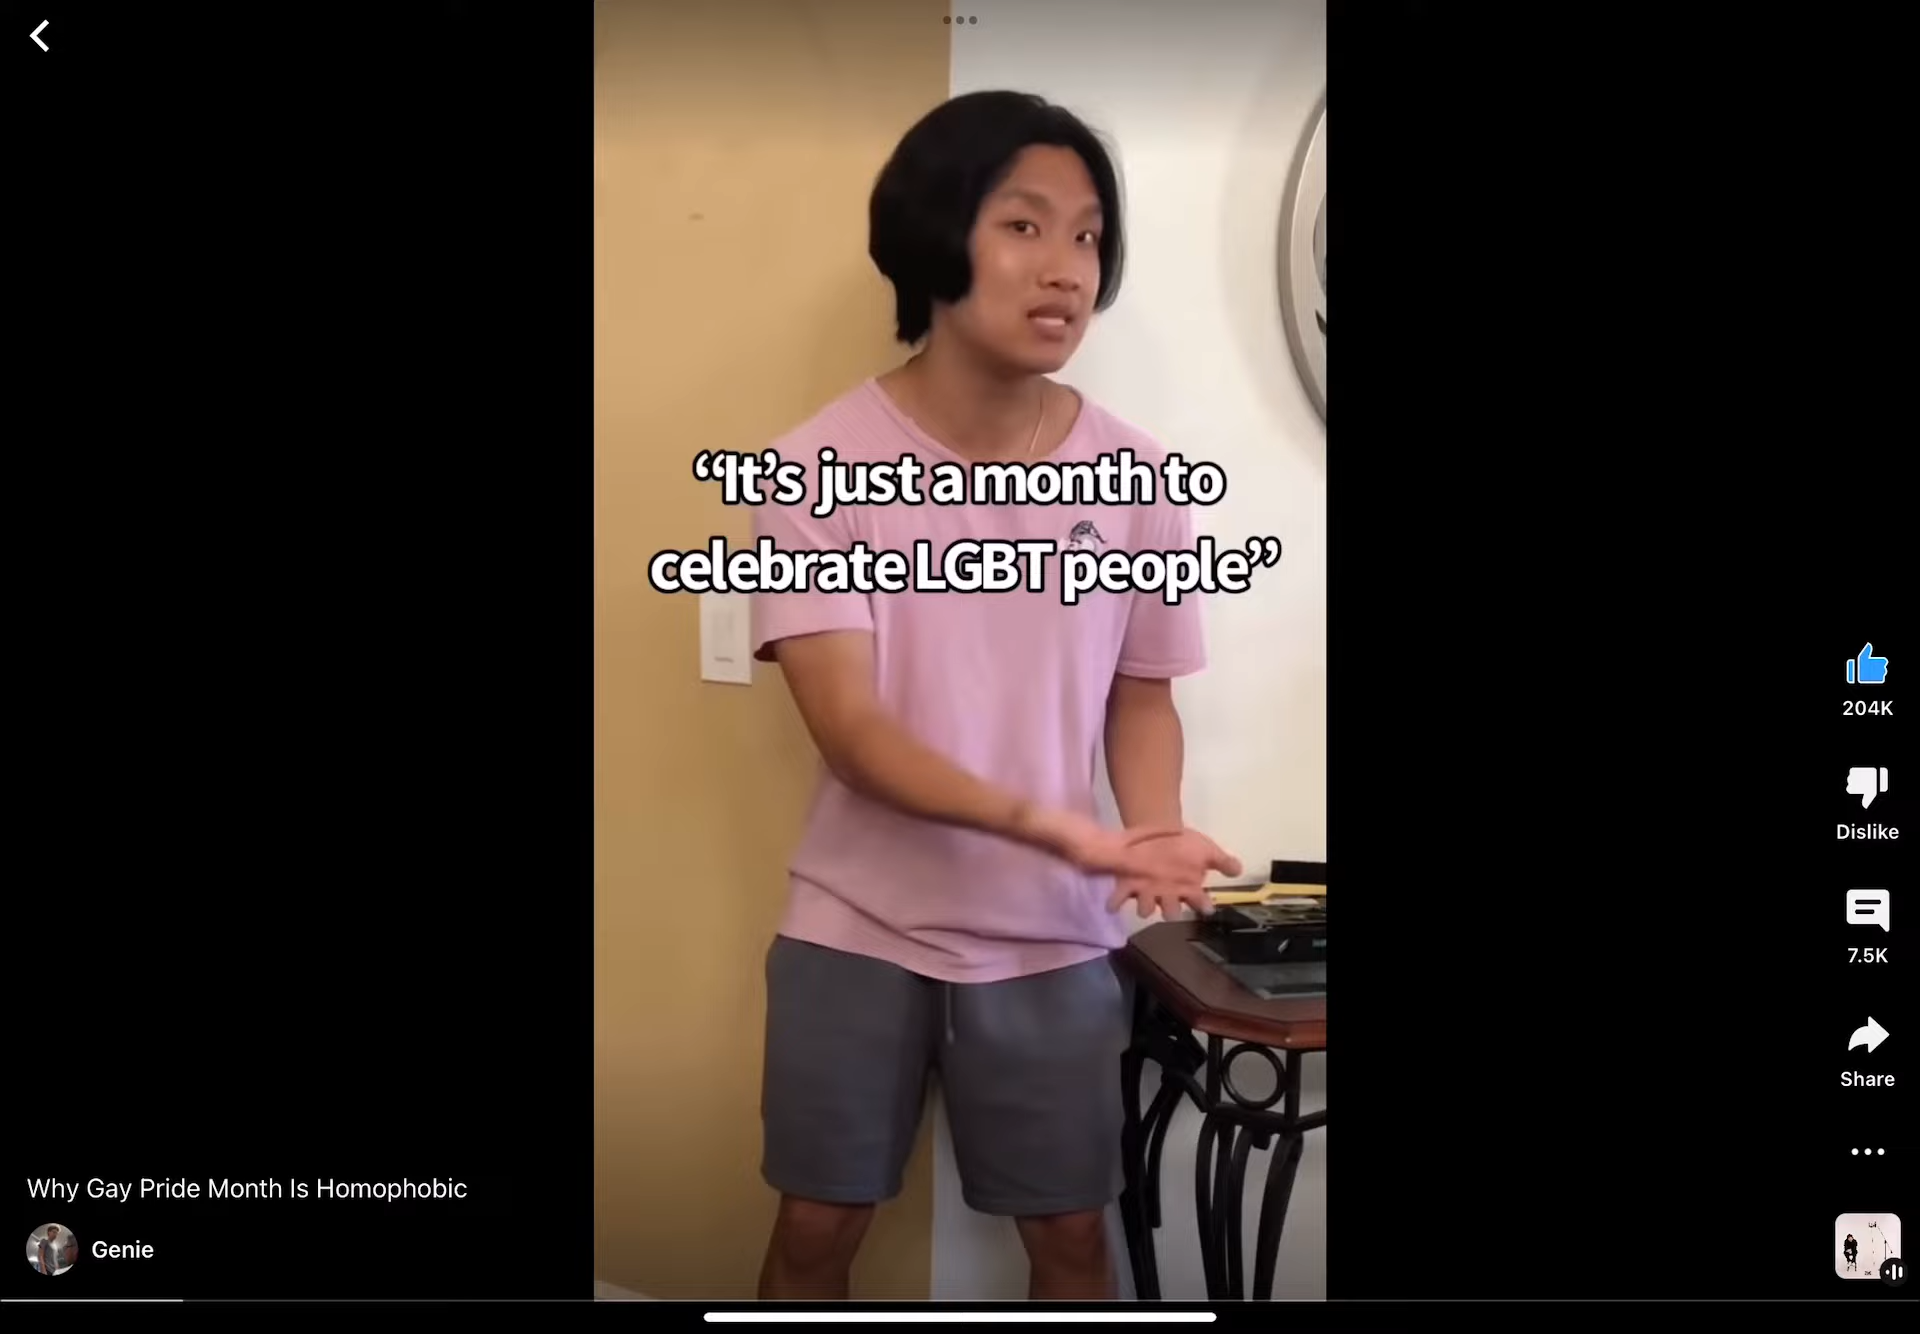 “It’s just a month to
celebrate LGBT people”
204K
Dislike
7.5K
Share
Why Gay Pride Month Is Homophobic
Genie